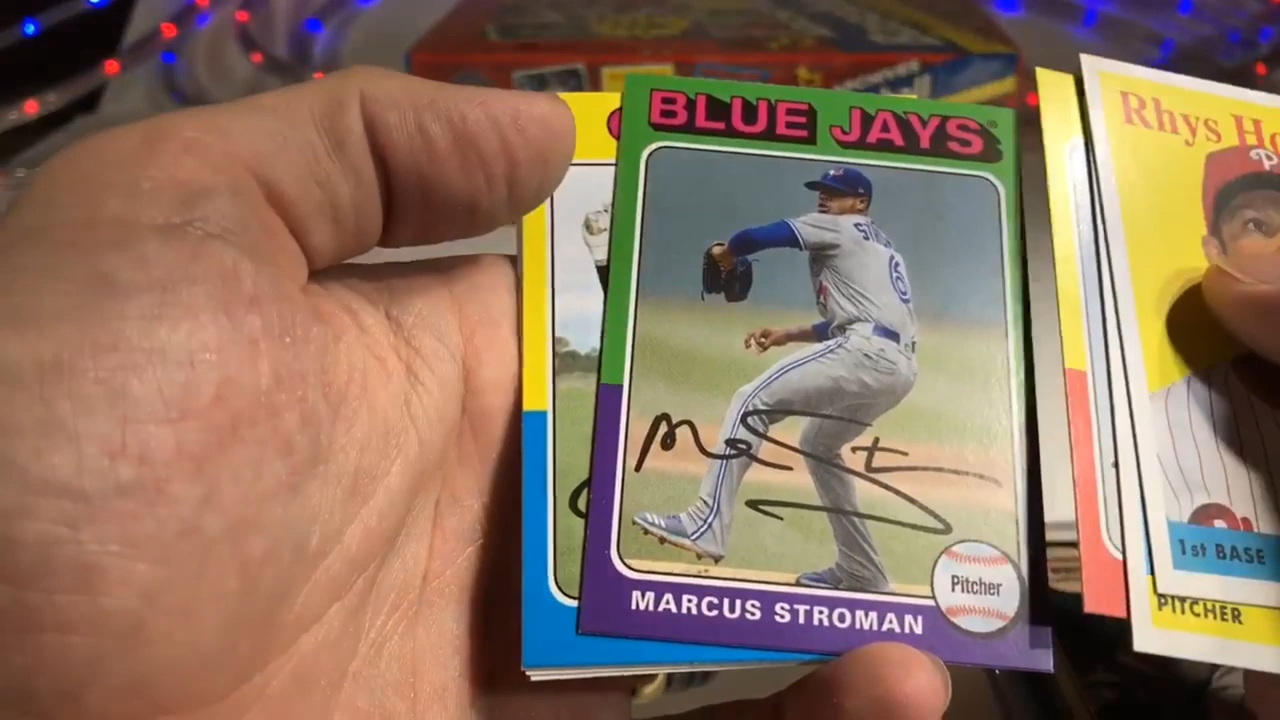 BLUE JAYS
Pitcher
MARCUS STROMAN
Rhys
1st BASE
PITCHER